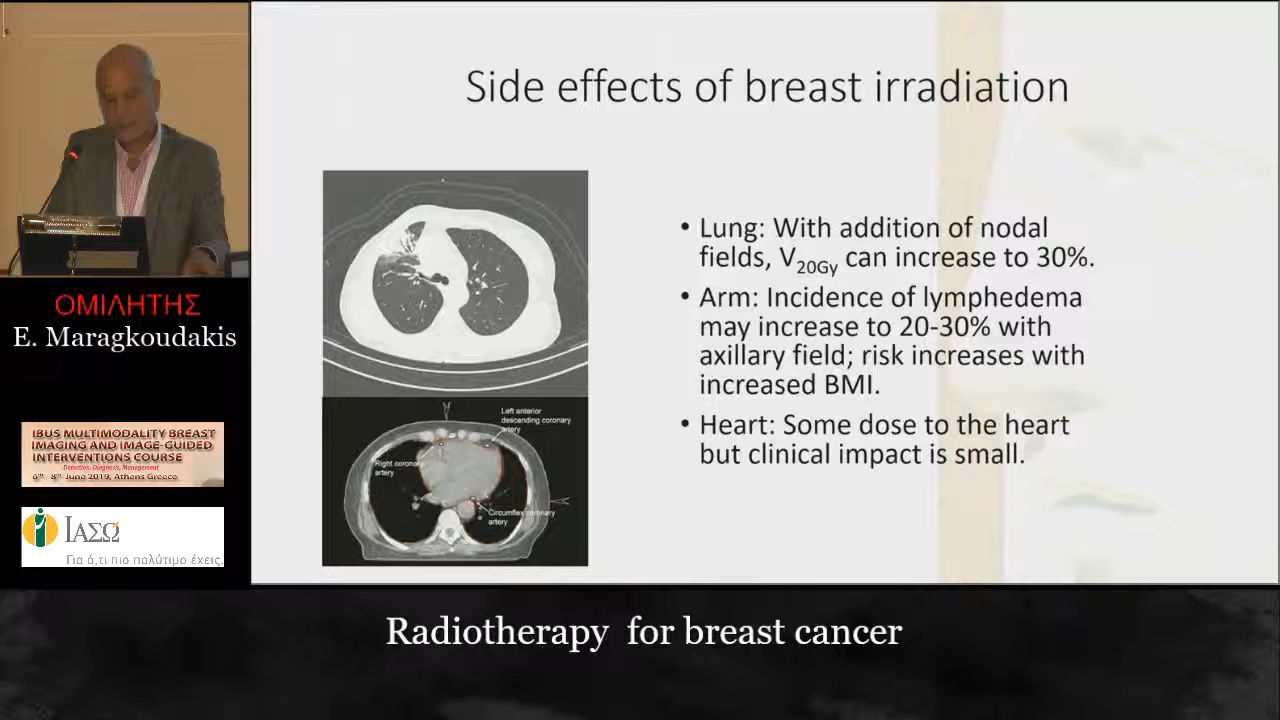 Side effects of breast irradiation
• Lung: With addition of nodal
fields, V20Gy can increase to 30%.
• Arm: Incidence of lymphedema
may increase to 20-30% with
axillary field; risk increases with
increased BMI.
• Heart: Some dose to the heart
but clinical impact is small.
Left anterior
descending coronary
artery
Right coronary
artery
Circumflex coronary
artery
ΟΜΙΛΗΤΗΣ
E. Maragkoudakis
IBUS MULTIMODALITY BREAST
IMAGING AND IMAGE-GUIDED
INTERVENTIONS COURSE
Detection, Diagnosis, Management
6th - 8th June 2019, Athens Greece
ΙΑΣΩ
Για ό,τι πιο πολύτιμο έχεις.
Radiotherapy for breast cancer